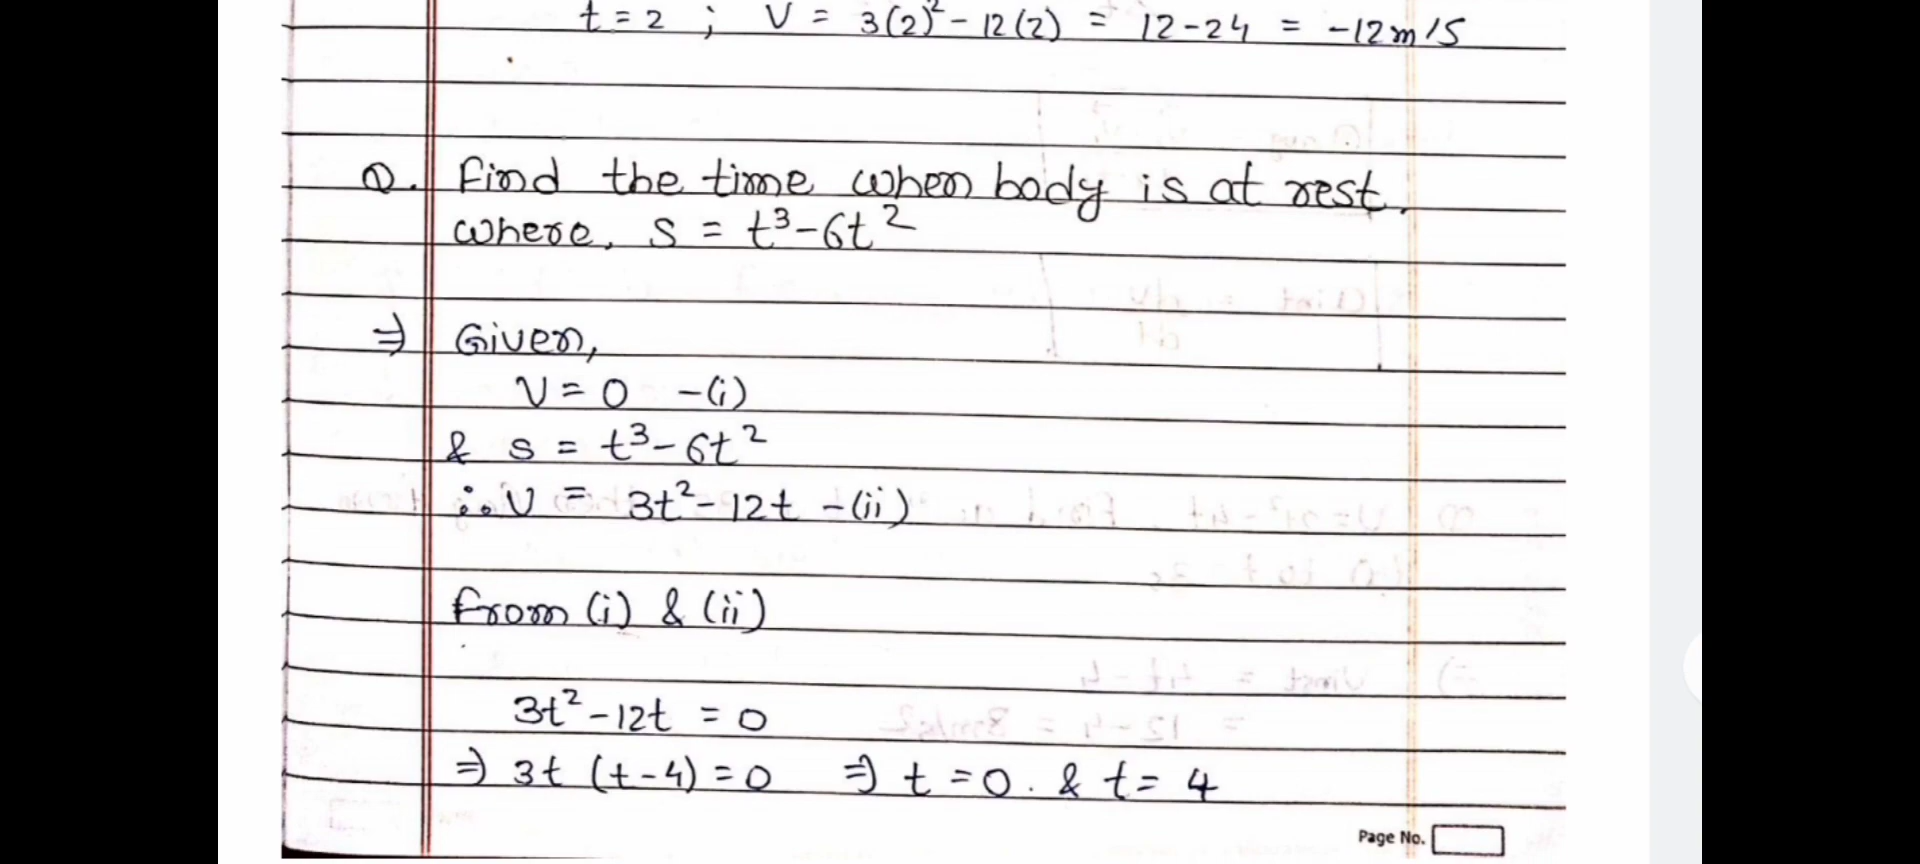 t = 2 ; V = 3(2)² - 12(2) = 12-24 = -12m/s
Q. Find the time when body is at rest.
where, s = t³-6t²
⇒ Given,
V = 0 -(i)
& s = t³-6t²
∴ V = 3t²-12t -(ii)
from (i) & (ii)
3t²-12t = 0
⇒ 3t (t-4) = 0 ⇒ t = 0. & t = 4
Page No.